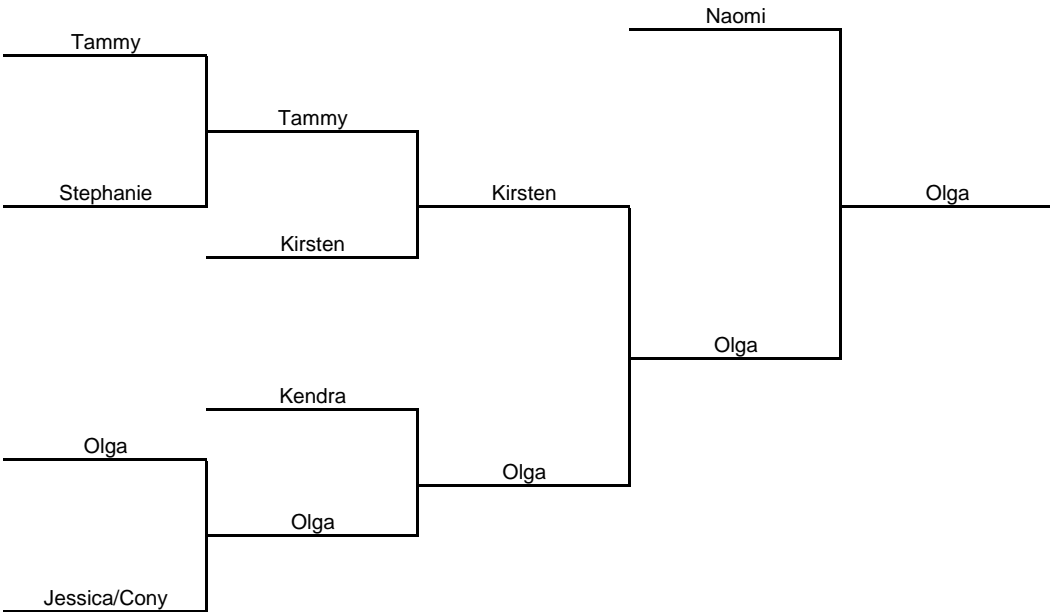 Naomi
Tammy
Tammy
Stephanie
Kirsten
Olga
Kirsten
Olga
Kendra
Olga
Olga
Olga
Jessica/Cony